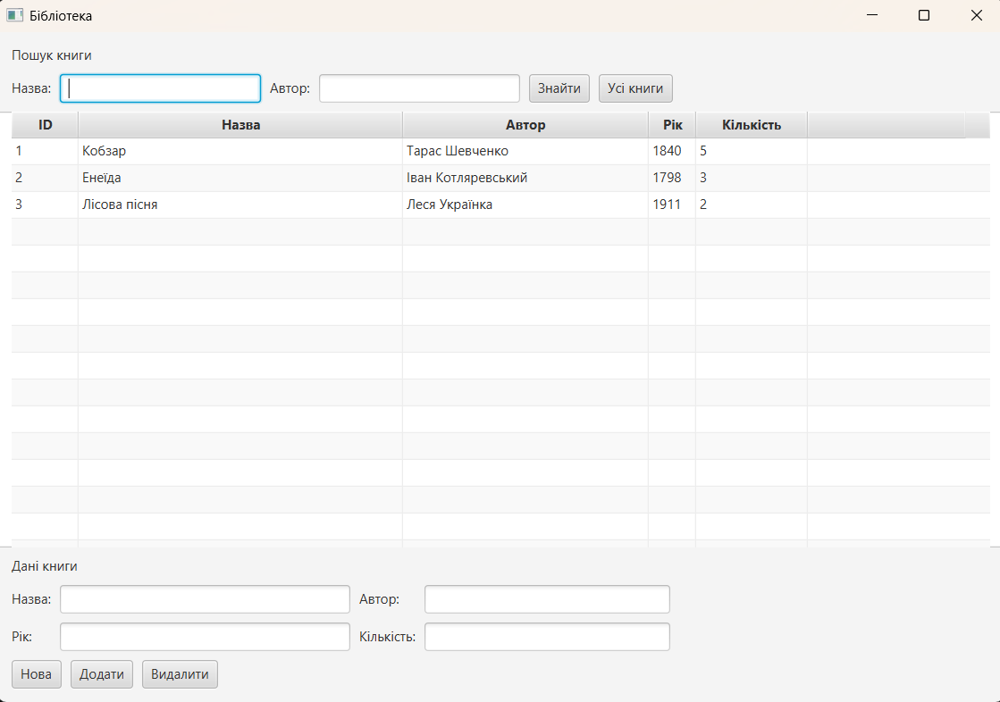 Бібліотека
Пошук книги
Назва: Автор: Знайти Усі книги
ID Назва Автор Рік Кількість
1 Кобзар Тарас Шевченко 1840 5
2 Енеїда Іван Котляревський 1798 3
3 Лісова пісня Леся Українка 1911 2
Дані книги
Назва: Автор:
Рік: Кількість:
Нова Додати Видалити